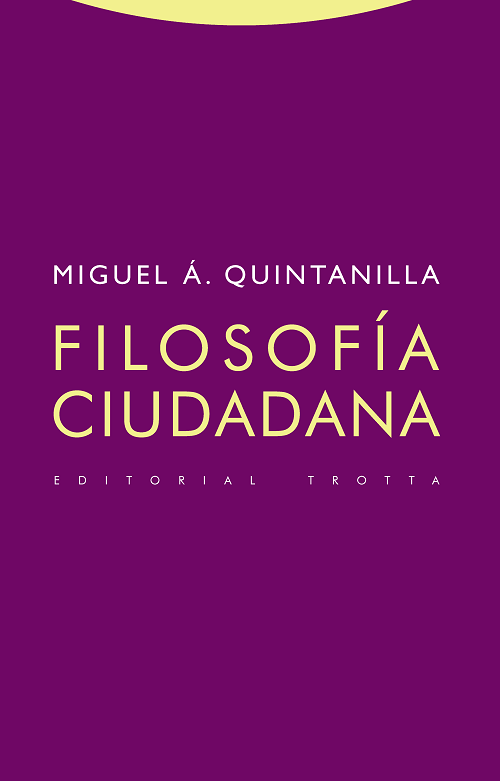 MIGUEL Á. QUINTANILLA
FILOSOFÍA
CIUDADANA
EDITORIAL TROTTA